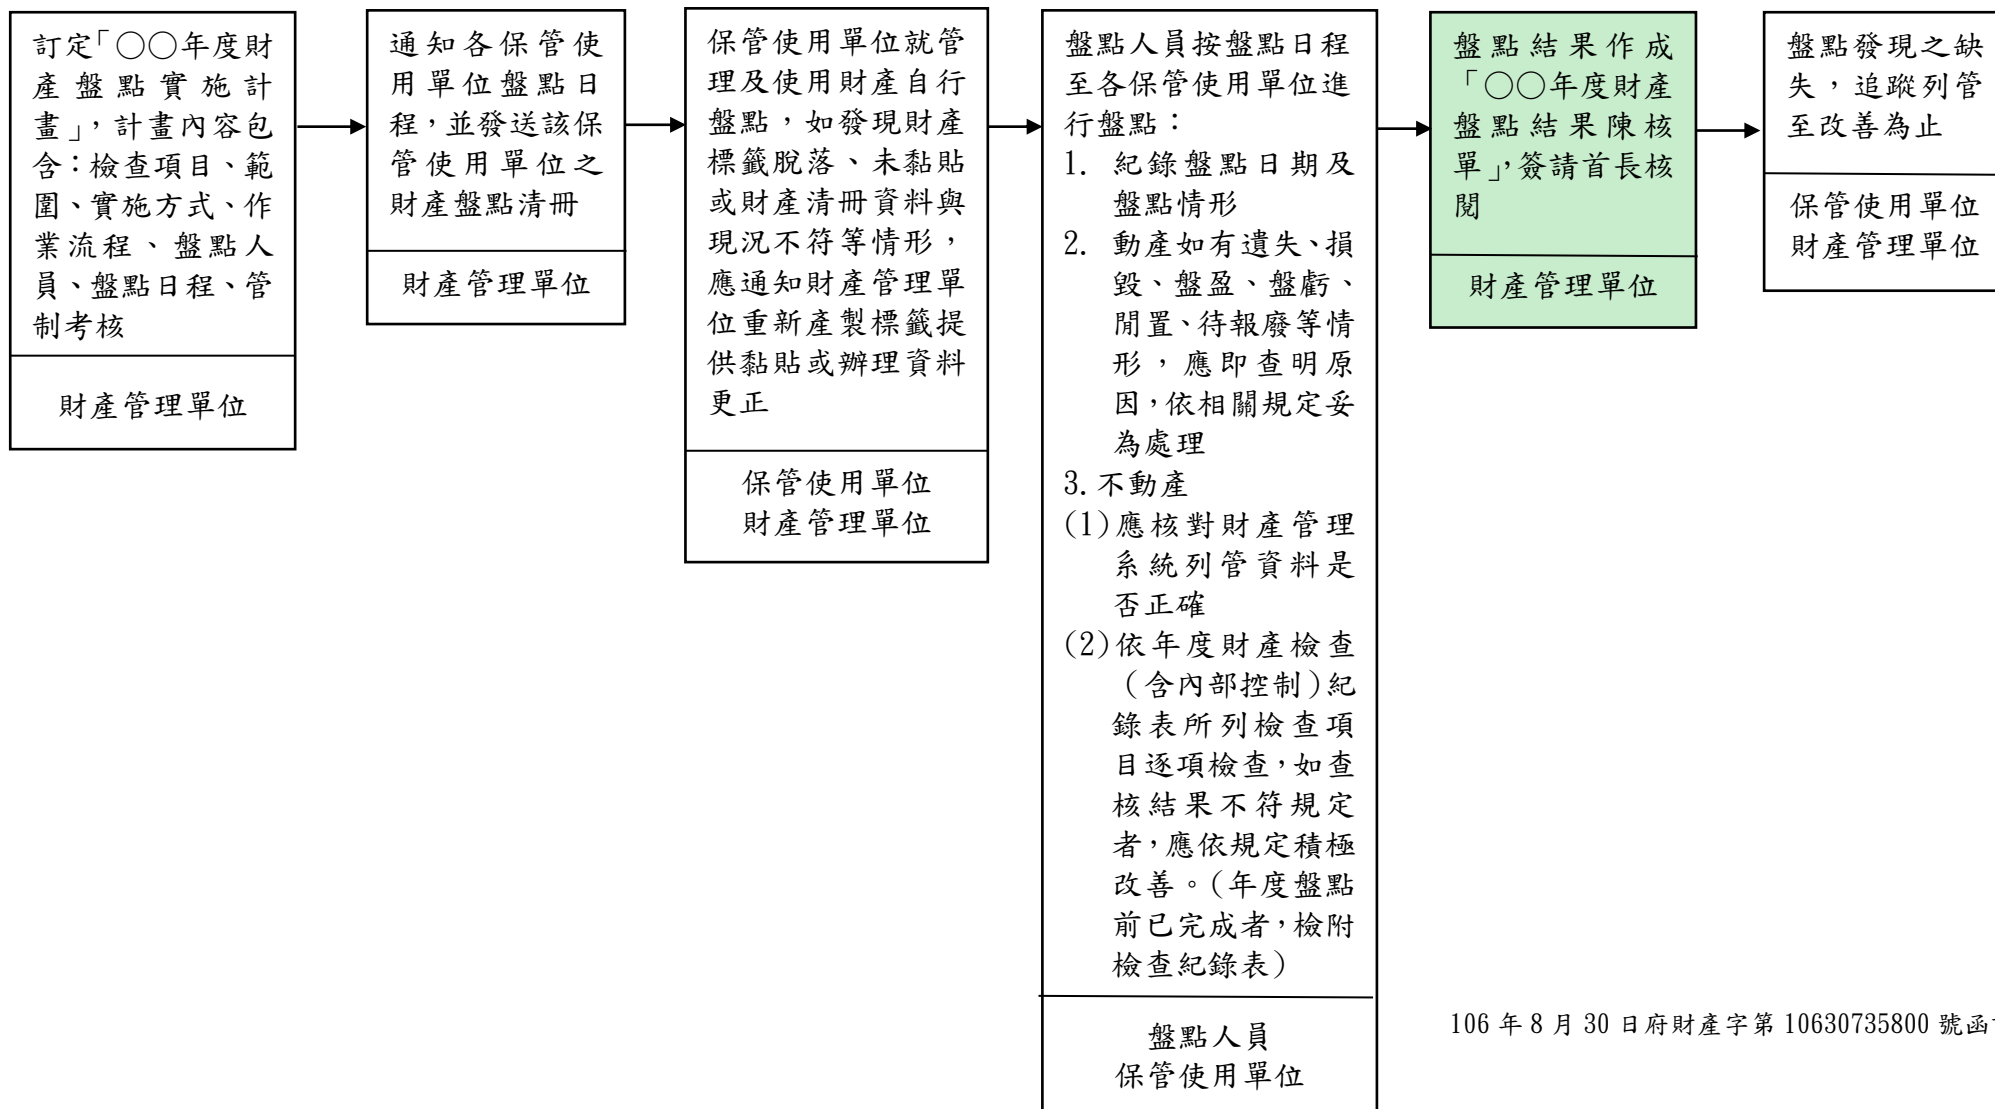 訂定「○○年度財
產盤點實施計
畫」，計畫內容包
含：檢查項目、範
圍、實施方式、作
業流程、盤點人
員、盤點日程、管
制考核
財產管理單位
通知各保管使
用單位盤點日
程，並發送該保
管使用單位之
財產盤點清冊
財產管理單位
保管使用單位就管
理及使用財產自行
盤點，如發現財產
標籤脫落、未黏貼
或財產清冊資料與
現況不符等情形，
應通知財產管理單
位重新產製標籤提
供黏貼或辦理資料
更正
保管使用單位
財產管理單位
盤點人員按盤點日程
至各保管使用單位進
行盤點：
1. 紀錄盤點日期及
盤點情形
2. 動產如有遺失、損
毀、盤盈、盤虧、
閒置、待報廢等情
形，應即查明原
因，依相關規定妥
為處理
3.不動產
(1)應核對財產管理
系統列管資料是
否正確
(2)依年度財產檢查
（含內部控制）紀
錄表所列檢查項
目逐項檢查，如查
核結果不符規定
者，應依規定積極
改善。（年度盤點
前已完成者，檢附
檢查紀錄表）
盤點人員
保管使用單位
盤點結果作成
「○○年度財產
盤點結果陳核
單」，簽請首長核
閱
財產管理單位
盤點發現之缺
失，追蹤列管
至改善為止
保管使用單位
財產管理單位
106 年 8 月 30 日府財產字第 10630735800 號函